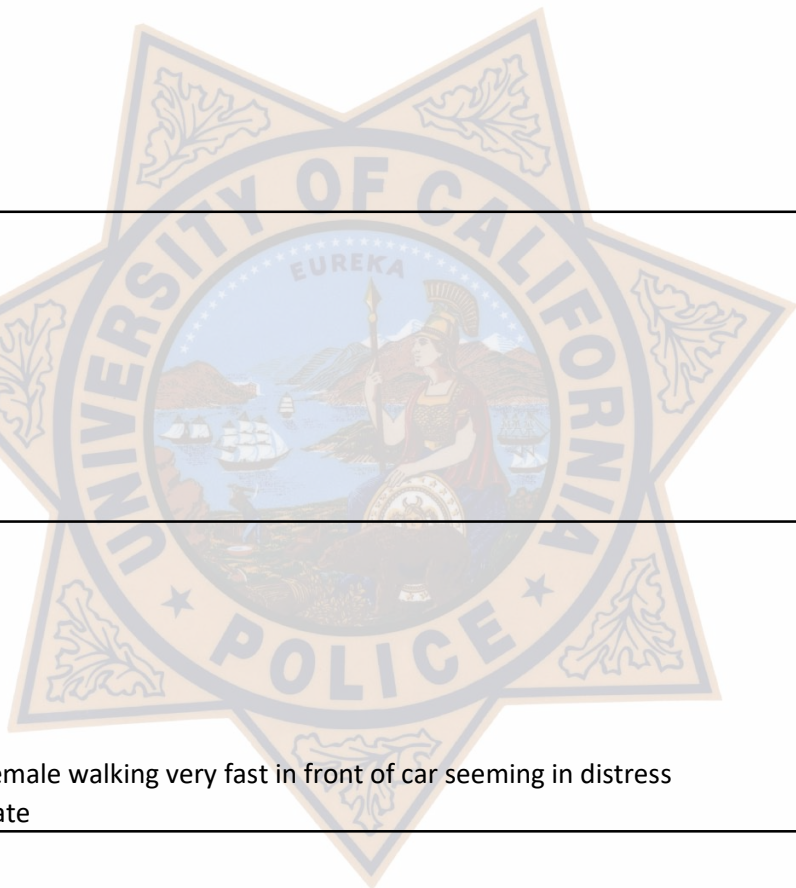 UNIVERSITY OF CALIFORNIA
EUREKA
POLICE
emale walking very fast in front of car seeming in distress
ate